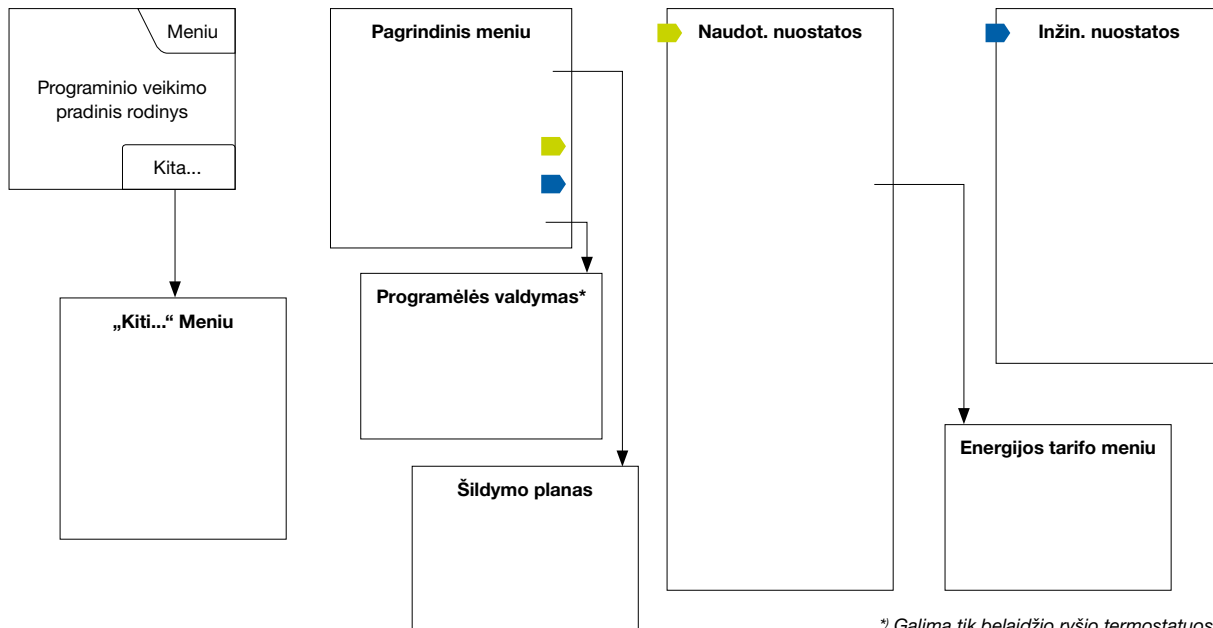 Meniu
Programinio veikimo
pradinis rodinys
Kita...
„Kiti...“ Meniu
Pagrindinis meniu
Programėlės valdymas*
Šildymo planas
Naudot. nuostatos
Energijos tarifo meniu
Inžin. nuostatos
*) Galima tik belaidžio ryšio termostatuos